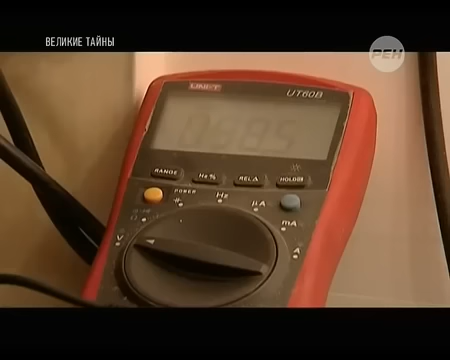 ВЕЛИКИЕ ТАЙНЫ
РЕН
UNI-T
UT60B
RANGE
Hz %
REL Δ
HOLD
POWER
Hz
μA
mA
V
A